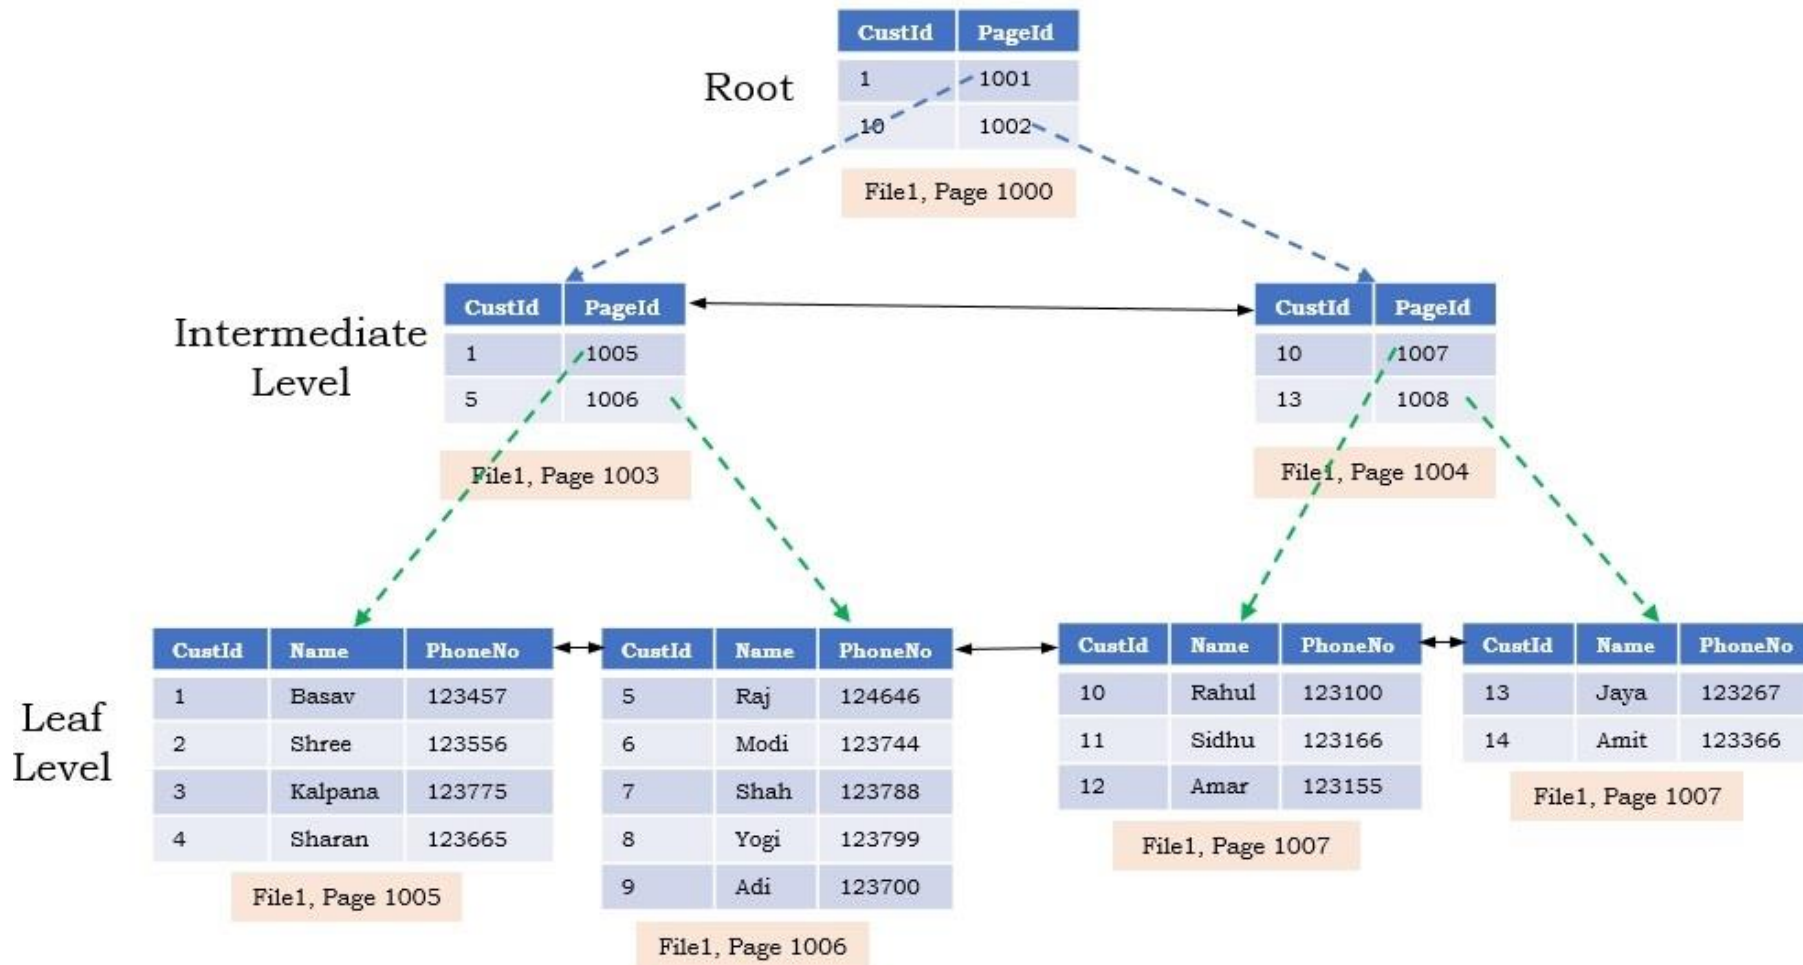 CustId PageId
Root
1 1001
10 1002
File1, Page 1000
Intermediate
Level
CustId PageId
1 1005
5 1006
File1, Page 1003
CustId PageId
10 1007
13 1008
File1, Page 1004
Leaf
Level
CustId Name PhoneNo
1 Basav 123457
2 Shree 123556
3 Kalpana 123775
4 Sharan 123665
File1, Page 1005
CustId Name PhoneNo
5 Raj 124646
6 Modi 123744
7 Shah 123788
8 Yogi 123799
9 Adi 123700
File1, Page 1006
CustId Name PhoneNo
10 Rahul 123100
11 Sidhu 123166
12 Amar 123155
File1, Page 1007
CustId Name PhoneNo
13 Jaya 123267
14 Amit 123366
File1, Page 1007